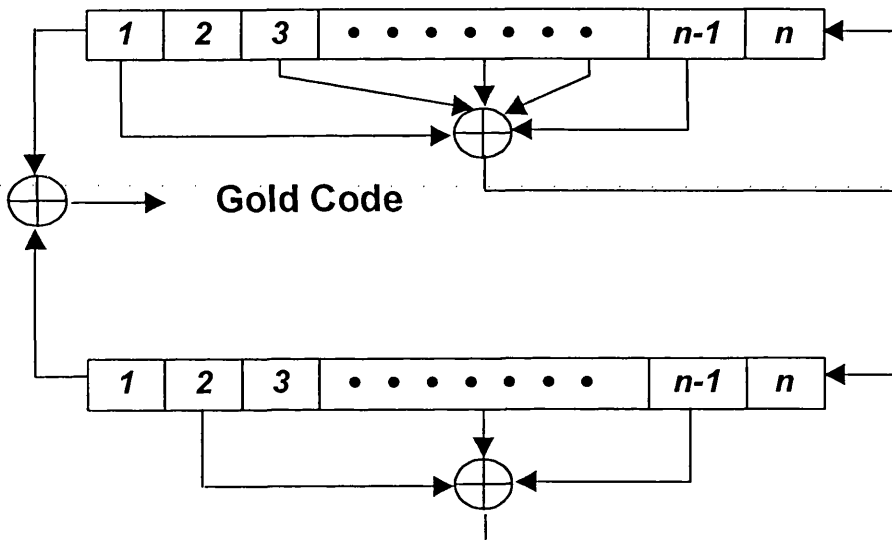 1 2 3 • • • • • • • n-1 n
Gold Code
1 2 3 • • • • • • • n-1 n